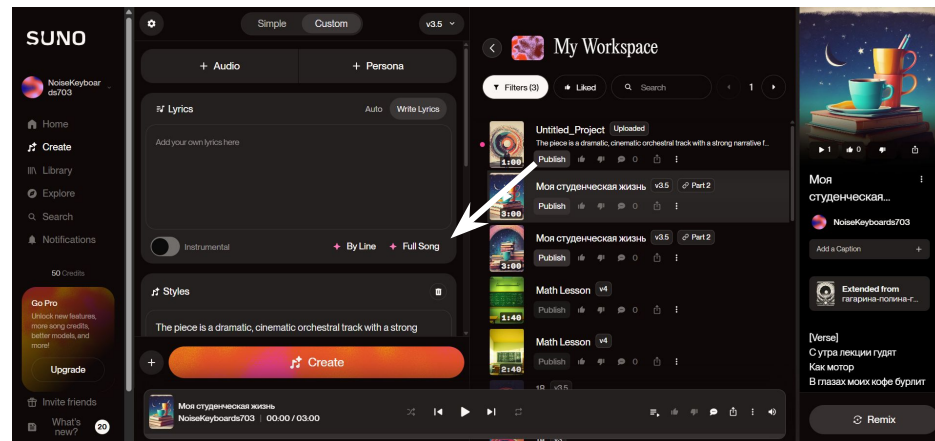 SUNO
NoiseKeyboar
ds703
Home
Create
Library
Explore
Search
Notifications
50 Credits
Go Pro
Unlock new features,
more song credits,
better models, and
more!
Upgrade
Invite friends
What's
new?
20
Simple
Custom
v3.5
+ Audio
+ Persona
Lyrics
Auto
Write Lyrics
Add your own lyrics here
Instrumental
By Line
Full Song
Styles
The piece is a dramatic, cinematic orchestral track with a strong
+
Create
My Workspace
Filters (3)
Liked
Search
1
Untitled_Project Uploaded
The piece is a dramatic, cinematic orchestral track with a strong narrative f...
1:00
Publish 0
Моя студенческая жизнь v3.5 Part 2
Publish 0
3:00
Моя студенческая жизнь v3.5 Part 2
Publish 0
3:00
Math Lesson v4
Publish 0
1:40
Math Lesson v4
Publish 0
2:40
1В v3.5
Моя студенческая жизнь
NoiseKeyboards703 | 00:00 / 03:00
1 0
Моя
студенческая...
NoiseKeyboards703
Add a Caption +
Extended from
гагарина-полина-г...
[Verse]
С утра лекции гудят
Как мотор
В глазах моих кофе бурлит
Remix